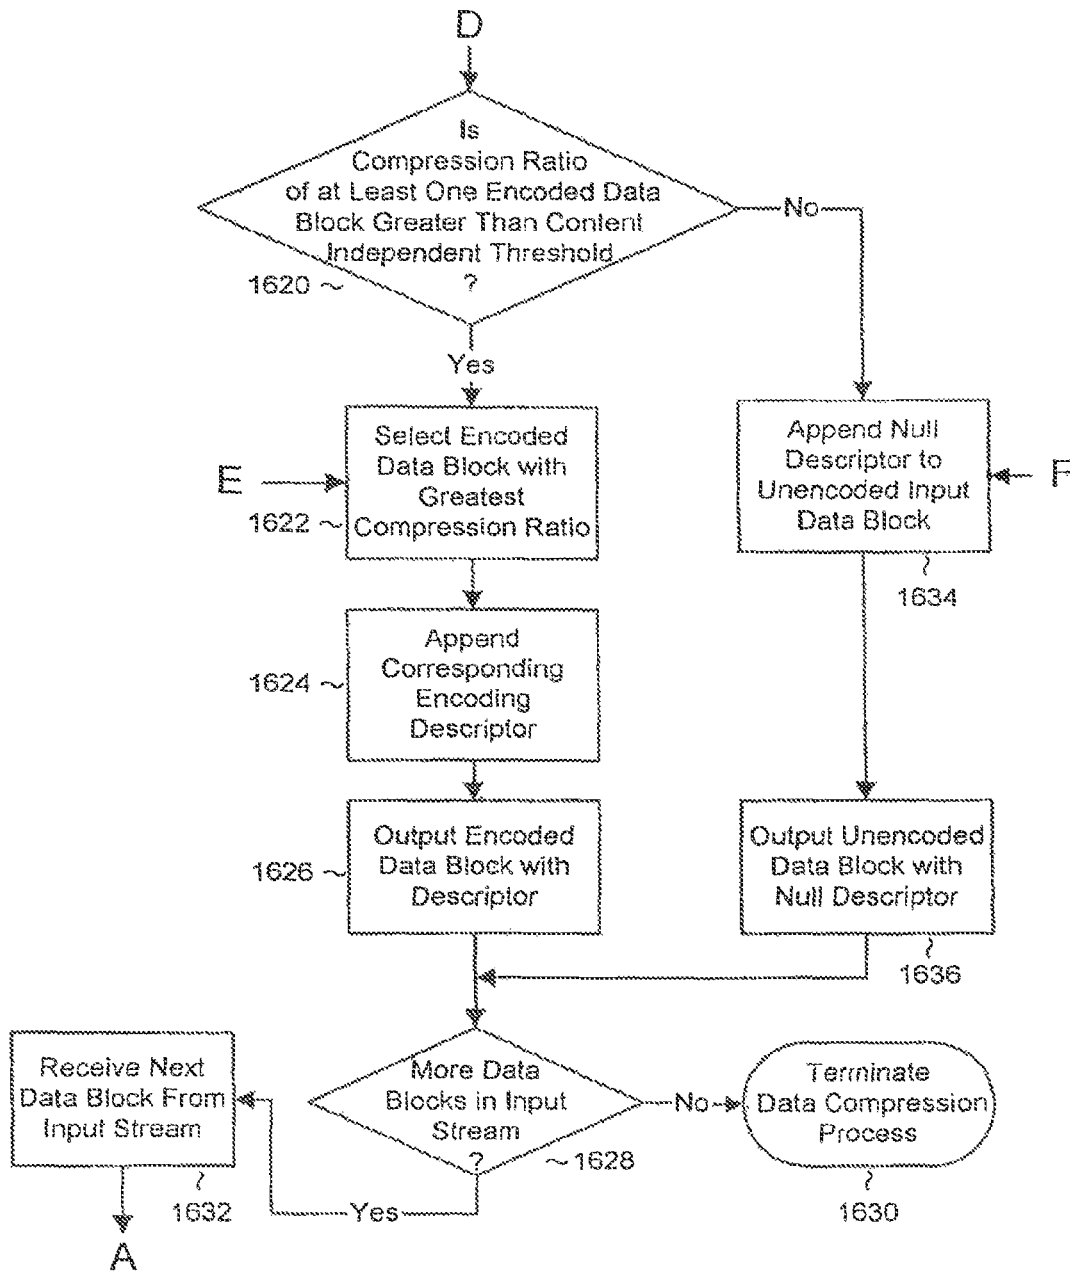 D
Is
Compression Ratio
of at Least One Encoded Data
Block Greater Than Content
Independent Threshold
?
1620
No
Yes
E
Select Encoded
Data Block with
Greatest
Compression Ratio
1622
Append Null
Descriptor to
Unencoded Input
Data Block
F
1634
Append
Corresponding
Encoding
Descriptor
1624
Output Encoded
Data Block with
Descriptor
1626
Output Unencoded
Data Block with
Null Descriptor
1636
Receive Next
Data Block From
Input Stream
1632
More Data
Blocks in Input
Stream
?
1628
No
Terminate
Data Compression
Process
1630
Yes
A